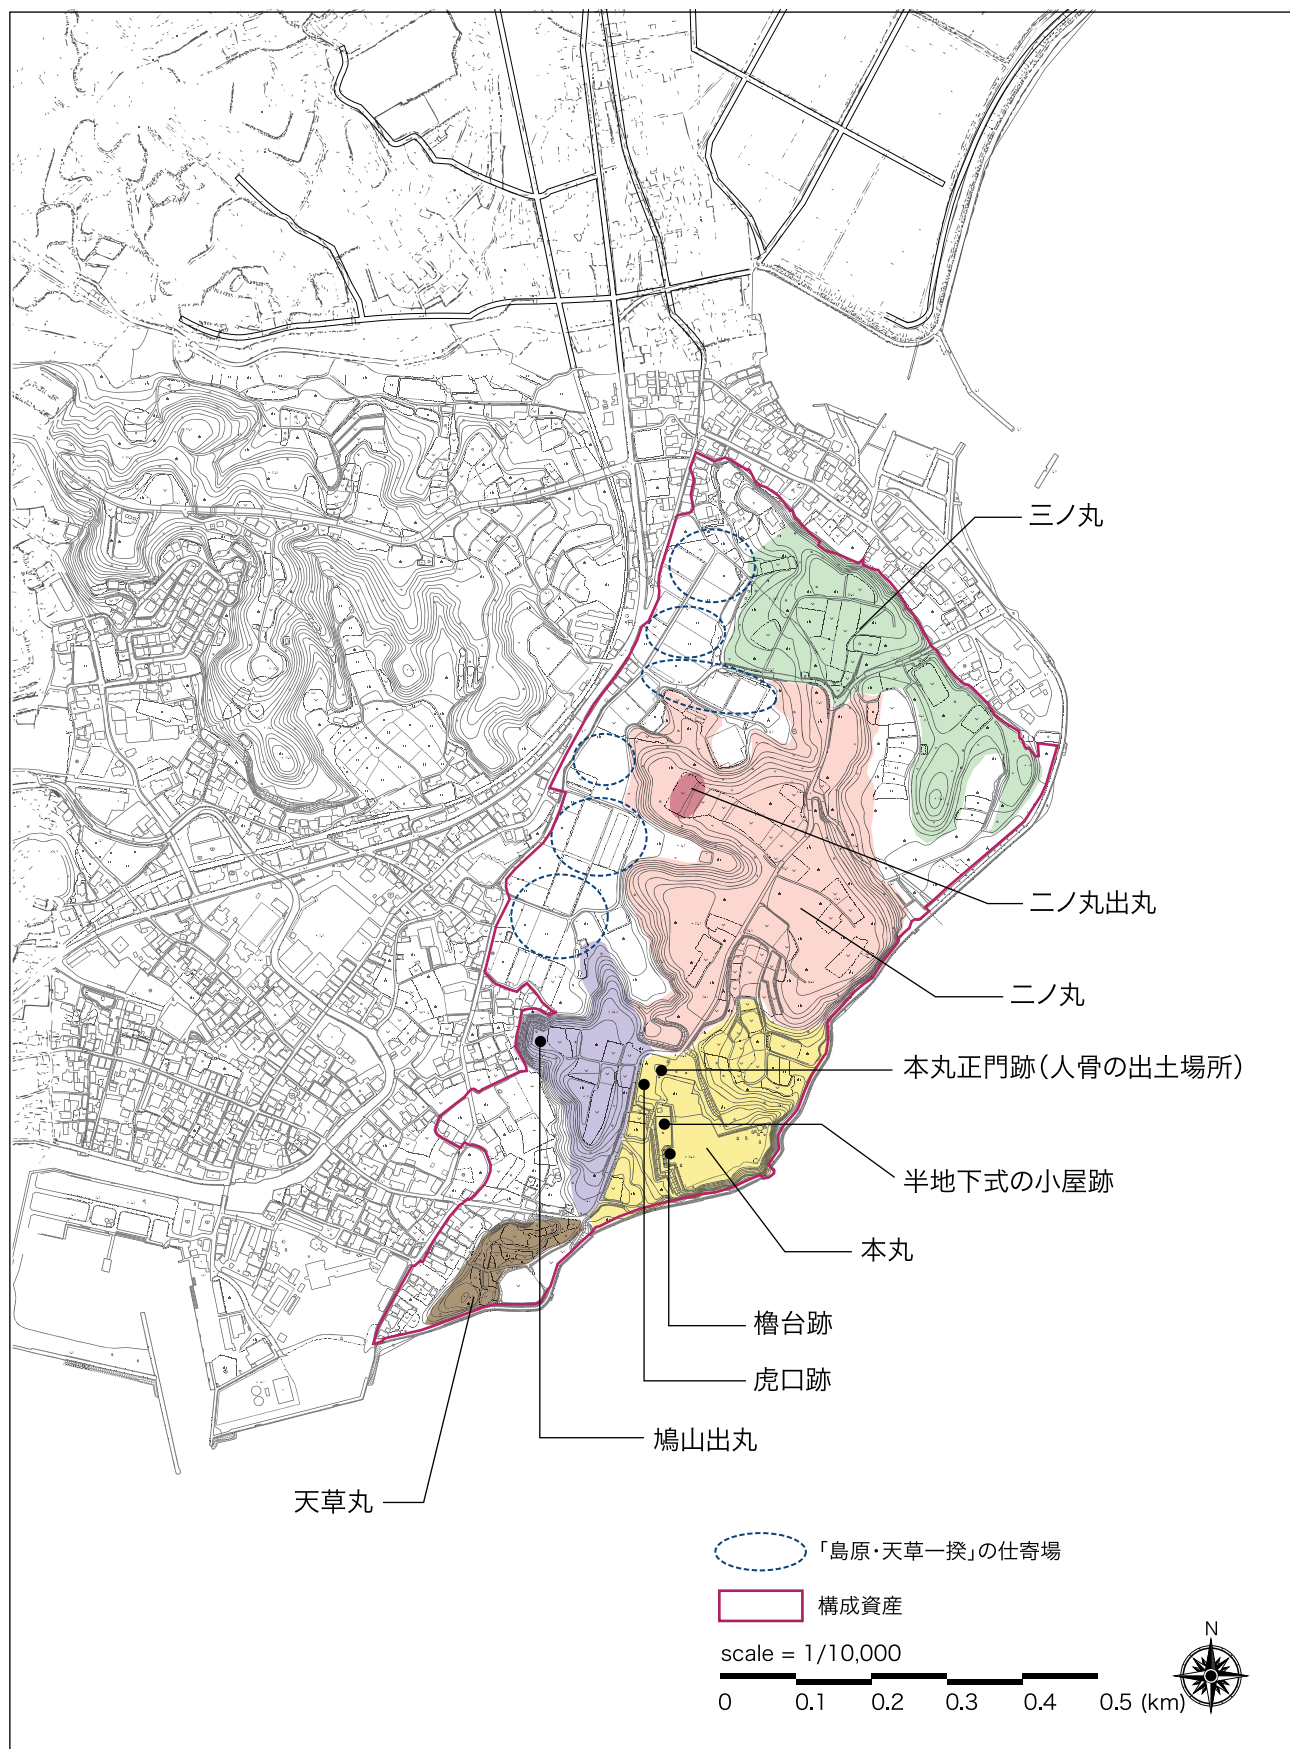 三ノ丸
二ノ丸出丸
二ノ丸
本丸正門跡（人骨の出土場所）
半地下式の小屋跡
本丸
櫓台跡
虎口跡
鳩山出丸
天草丸
「島原・天草一揆」の仕寄場
構成資産
scale = 1/10,000
0 0.1 0.2 0.3 0.4 0.5 (km)
N